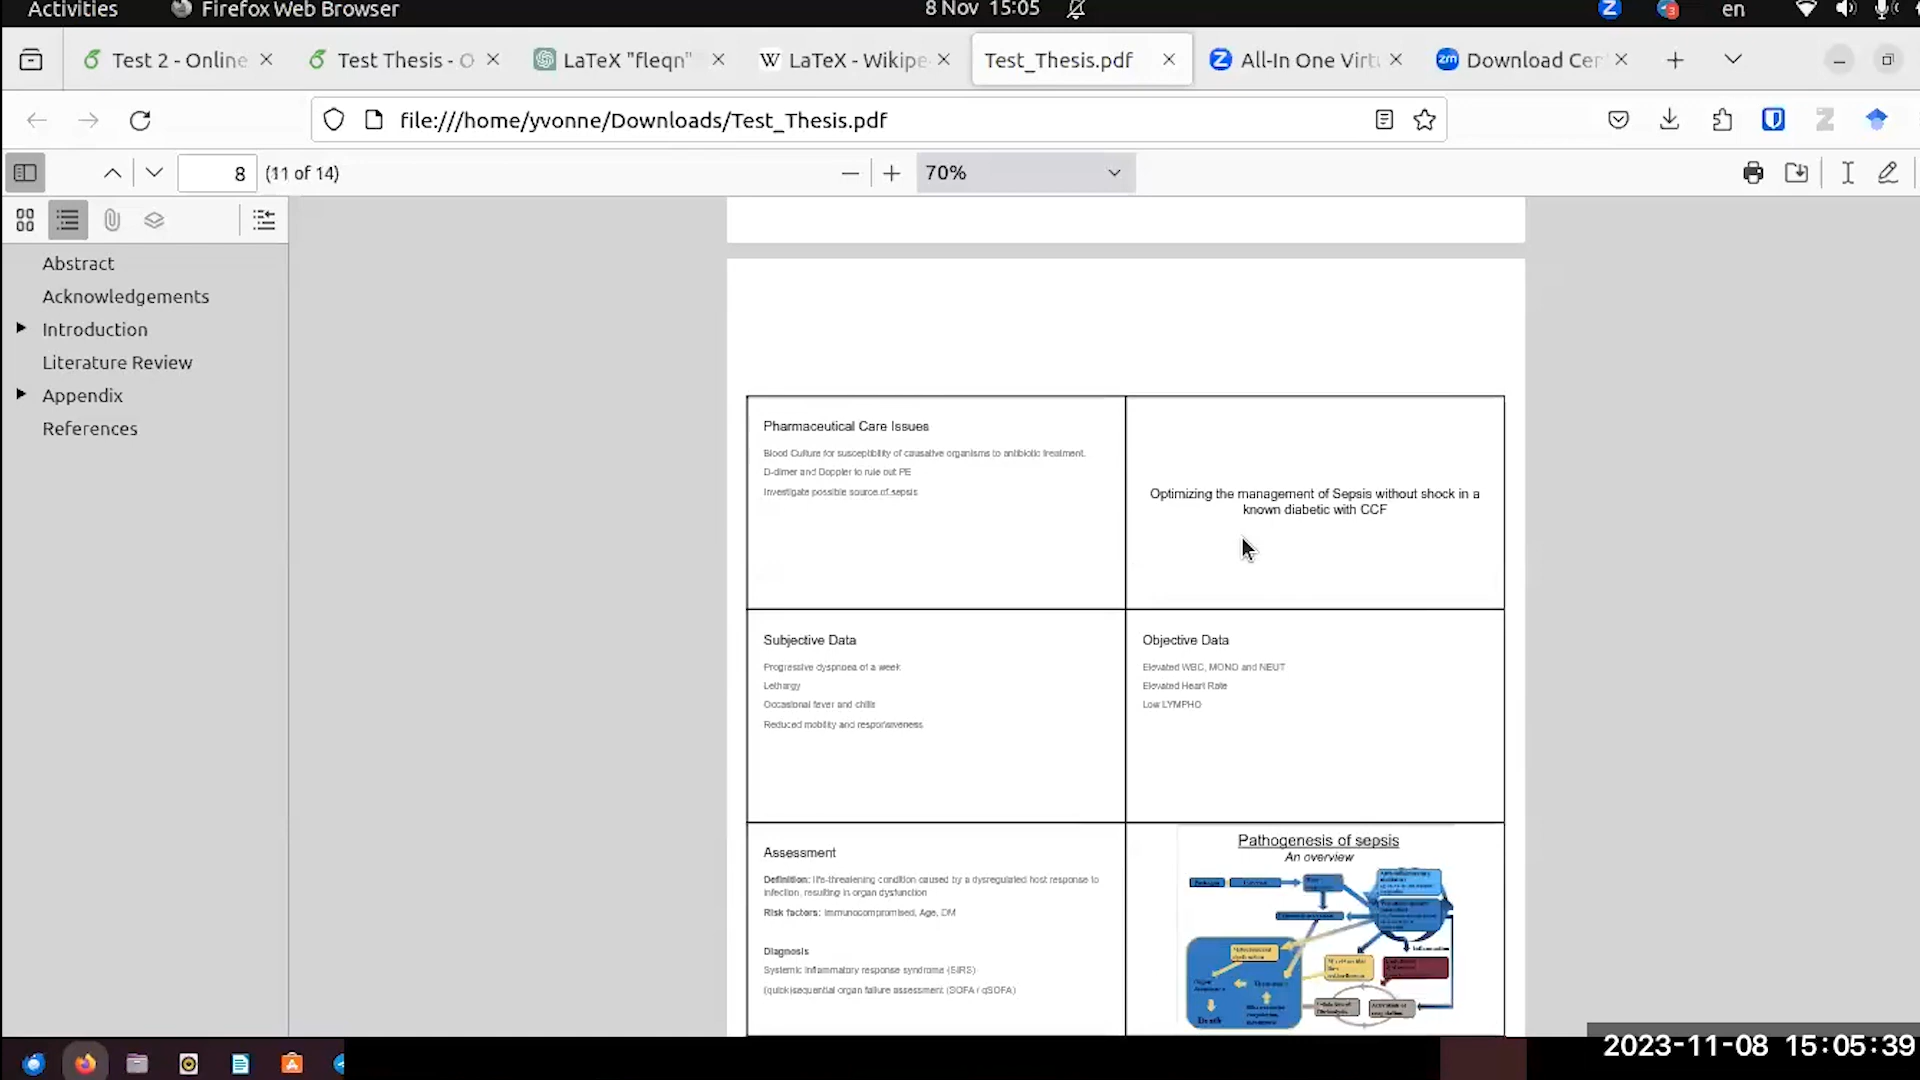 Activities
Firefox Web Browser
8 Nov 15:05
en
Test 2 - Online
Test Thesis - O
LaTeX "fleqn"
LaTeX - Wikipe
Test_Thesis.pdf
All-In One Virtu
Download Cer
file:///home/yvonne/Downloads/Test_Thesis.pdf
8 (11 of 14)
70%
Abstract
Acknowledgements
Introduction
Literature Review
Appendix
References
Pharmaceutical Care Issues
Blood Culture for susceptibility of causative organisms to antibiotic treatment.
D-dimer and Doppler to rule out PE
Investigate possible source of sepsis
Optimizing the management of Sepsis without shock in a
known diabetic with CCF
Subjective Data
Progressive dyspnoea of a week
Lethargy
Occasional fever and chills
Reduced mobility and responsiveness
Objective Data
Elevated WBC, MONO and NEUT
Elevated Heart Rate
Low LYMPHO
Assessment
Definition: life-threatening condition caused by a dysregulated host response to
infection, resulting in organ dysfunction
Risk factors: Immunocompromised, Age, DM
Diagnosis
Systemic inflammatory response syndrome (SIRS)
(quick)sequential organ failure assessment (SOFA / qSOFA)
Pathogenesis of sepsis
An overview
Death
2023-11-08 15:05:39